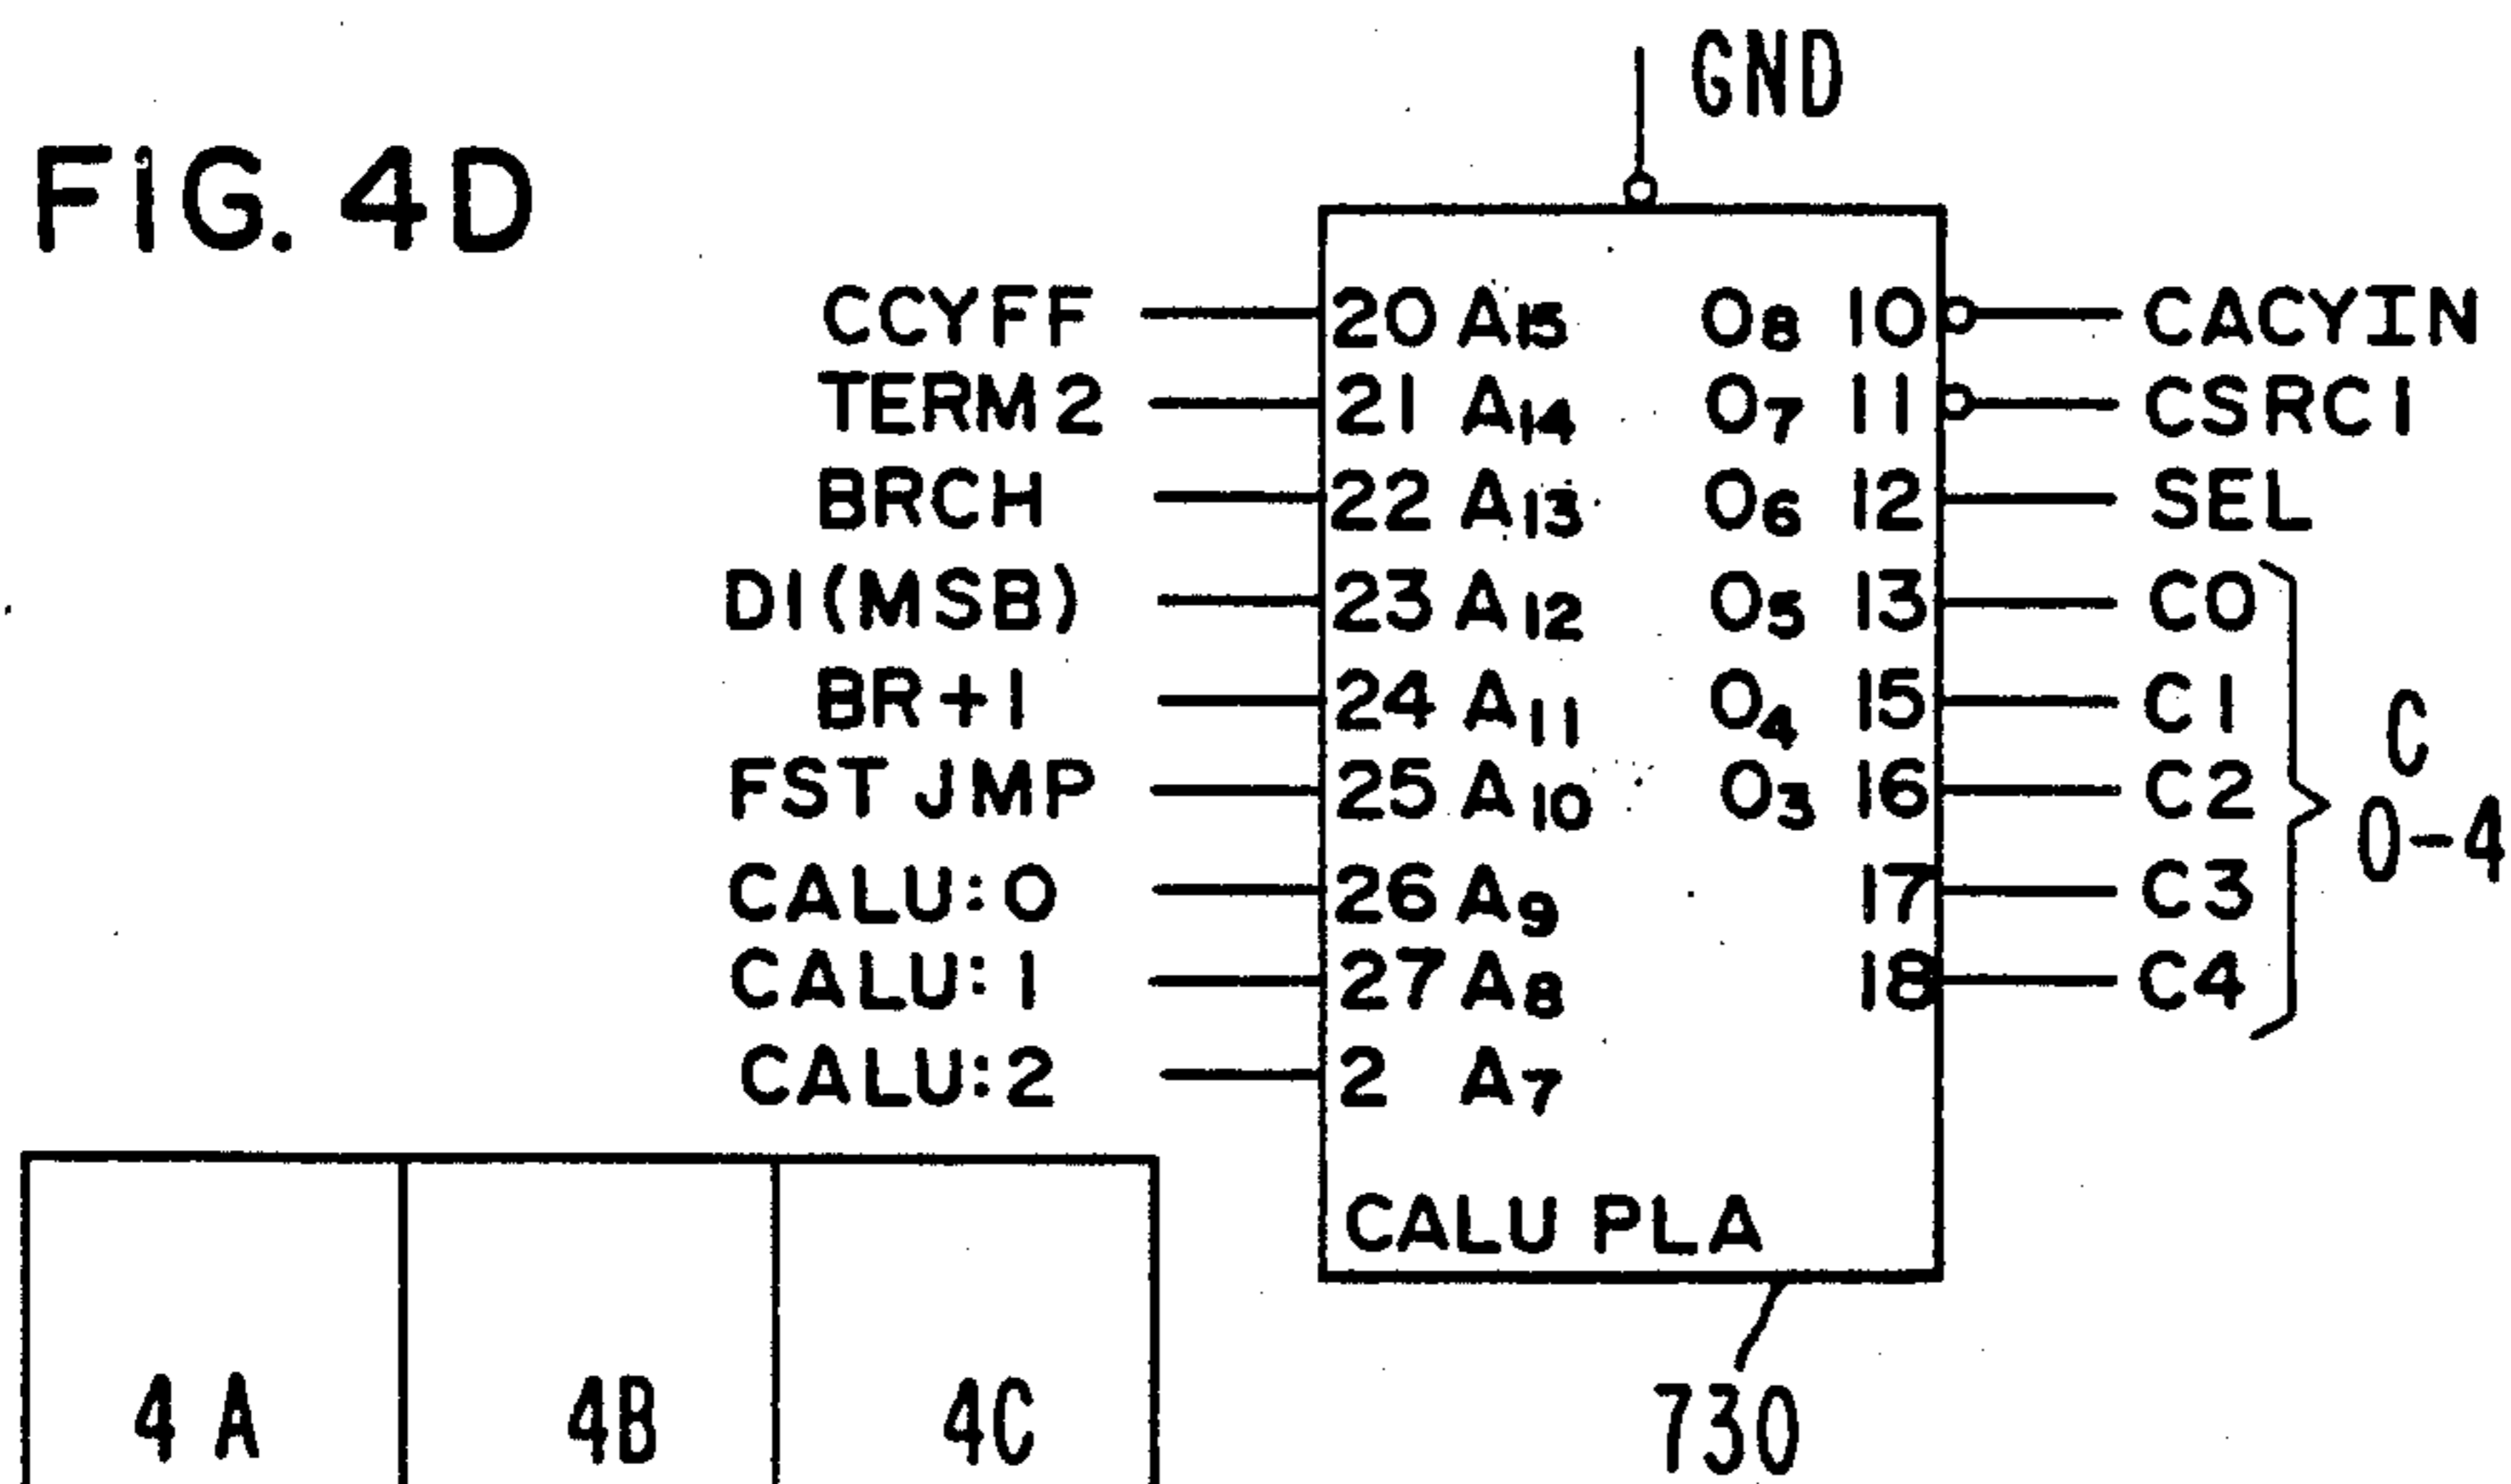 GND
FIG. 4D
CCYFF 20 A15 O8 10 CACYIN
TERM 2 21 A14 O7 11 CSRC1
BRCH 22 A13 O6 12 SEL
D1(MSB) 23 A12 O5 13 C0
BR+1 24 A11 O4 15 C1
FST JMP 25 A10 O3 16 C2
C
0-4
CALU:0 26 A9 17 C3
CALU:1 27 A8 18 C4
CALU:2 2 A7
CALU PLA
730
4A 4B 4C